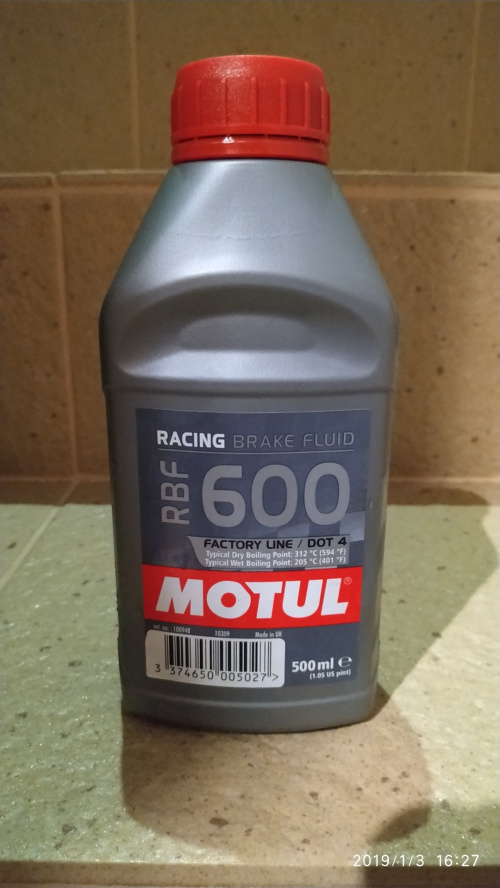 RACING BRAKE FLUID
RBF 600
FACTORY LINE / DOT 4
Typical Dry Boiling Point: 312 °C (594 °F)
Typical Wet Boiling Point: 205 °C (401 °F)
MOTUL®
100948 Made in UK
3 374650 005027 >
500 ml ℮
(1.05 US pint)
2019/1/3 16:27